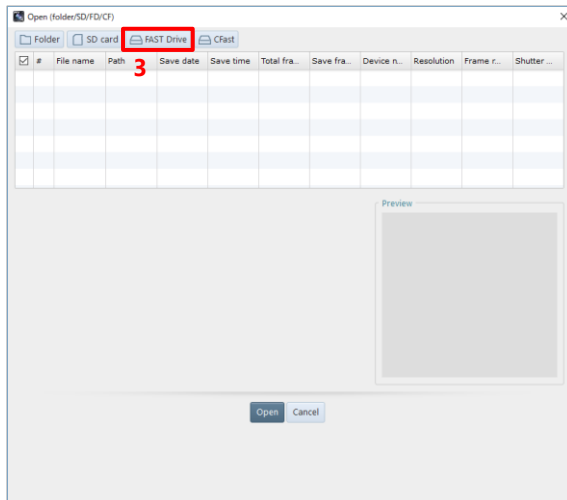 Open (folder/SD/FD/CF)
Folder SD card FAST Drive CFast
# File name Path Save date Save time Total fra... Save fra... Device n... Resolution Frame r... Shutter ...
3
Preview
Open Cancel